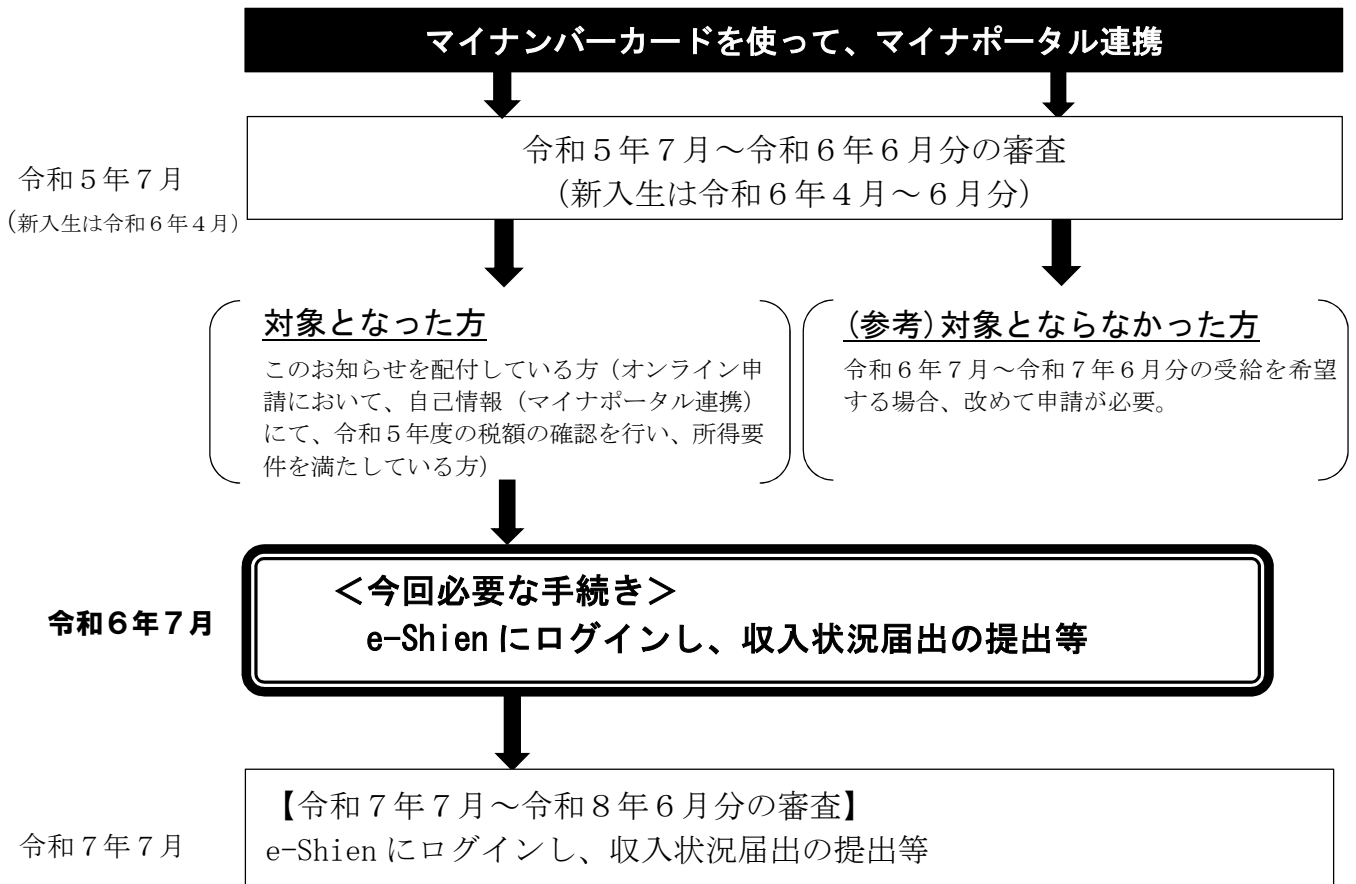 マイナンバーカードを使って、マイナポータル連携
令和５年７月
(新入生は令和６年４月)
令和５年７月～令和６年６月分の審査
（新入生は令和６年４月～６月分）
対象となった方
このお知らせを配付している方（オンライン申
請において、自己情報（マイナポータル連携）
にて、令和５年度の税額の確認を行い、所得要
件を満たしている方）
(参考)対象とならなかった方
令和６年７月～令和７年６月分の受給を希望
する場合、改めて申請が必要。
令和６年７月
＜今回必要な手続き＞
e-Shien にログインし、収入状況届出の提出等
令和７年７月
【令和７年７月～令和８年６月分の審査】
e-Shien にログインし、収入状況届出の提出等